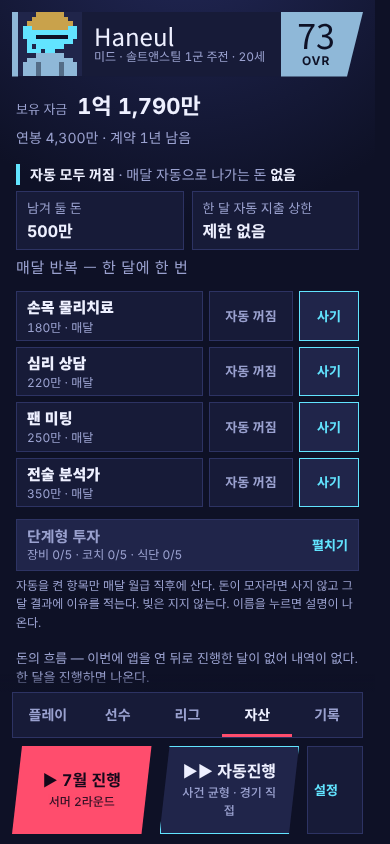 Haneul
미드 · 솔트앤스틸 1군 주전 · 20세
73
OVR
보유 자금 1억 1,790만
연봉 4,300만 · 계약 1년 남음
자동 모두 꺼짐 · 매달 자동으로 나가는 돈 없음
남겨 둘 돈
500만
한 달 자동 지출 상한
제한 없음
매달 반복 — 한 달에 한 번
손목 물리치료
180만 · 매달
자동 꺼짐
사기
심리 상담
220만 · 매달
자동 꺼짐
사기
팬 미팅
250만 · 매달
자동 꺼짐
사기
전술 분석가
350만 · 매달
자동 꺼짐
사기
단계형 투자
장비 0/5 · 코치 0/5 · 식단 0/5
펼치기
자동을 켠 항목만 매달 월급 직후에 산다. 돈이 모자라면 사지 않고 그
달 결과에 이유를 적는다. 빚은 지지 않는다. 이름을 누르면 설명이 나
온다.
돈의 흐름 — 이번에 앱을 연 뒤로 진행한 달이 없어 내역이 없다.
한 달을 진행하면 나온다.
플레이 선수 리그 자산 기록
▶ 7월 진행
서머 2라운드
▶▶ 자동진행
사건 균형 · 경기 직
접
설정